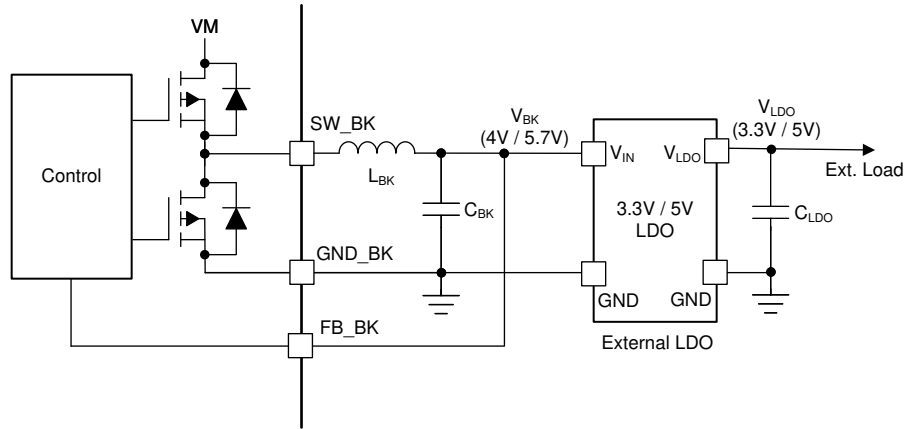 VM
SW_BK
Control
L_BK
C_BK
V_BK
(4V / 5.7V)
V_IN
V_LDO
3.3V / 5V
LDO
V_LDO
(3.3V / 5V)
Ext. Load
C_LDO
GND_BK
GND
GND
FB_BK
External LDO